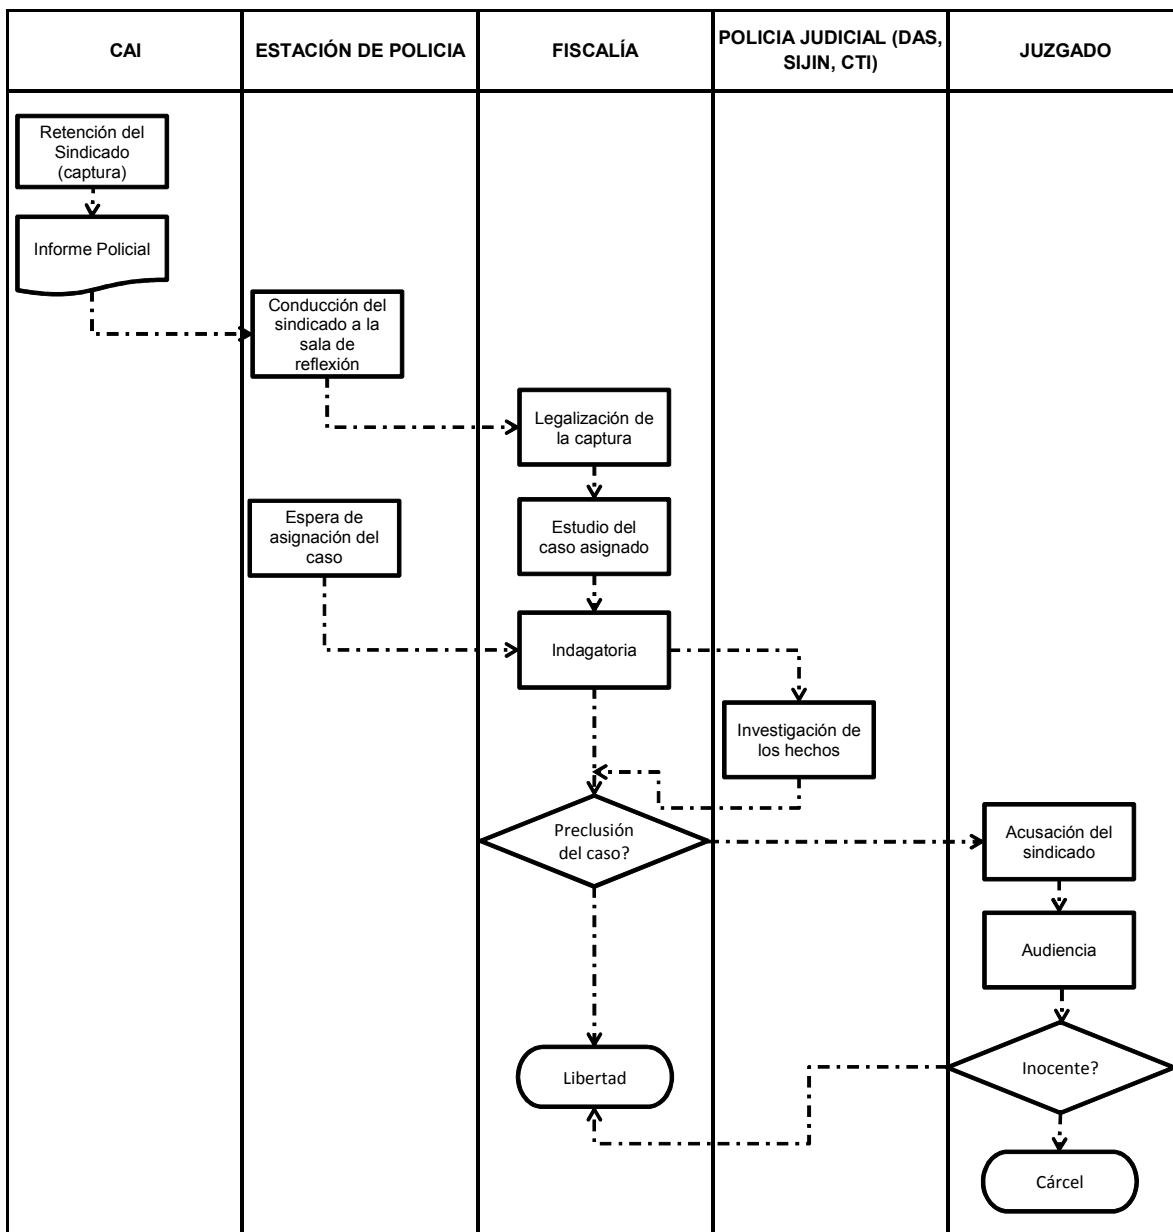 CAI
ESTACIÓN DE POLICIA
FISCALÍA
POLICIA JUDICIAL (DAS,
SIJIN, CTI)
JUZGADO
Retención del
Sindicado
(captura)
Informe Policial
Conducción del
sindicado a la
sala de
reflexión
Legalización de
la captura
Espera de
asignación del
caso
Estudio del
caso asignado
Indagatoria
Investigación de
los hechos
Preclusión
del caso?
Acusación del
sindicado
Audiencia
Libertad
Inocente?
Cárcel